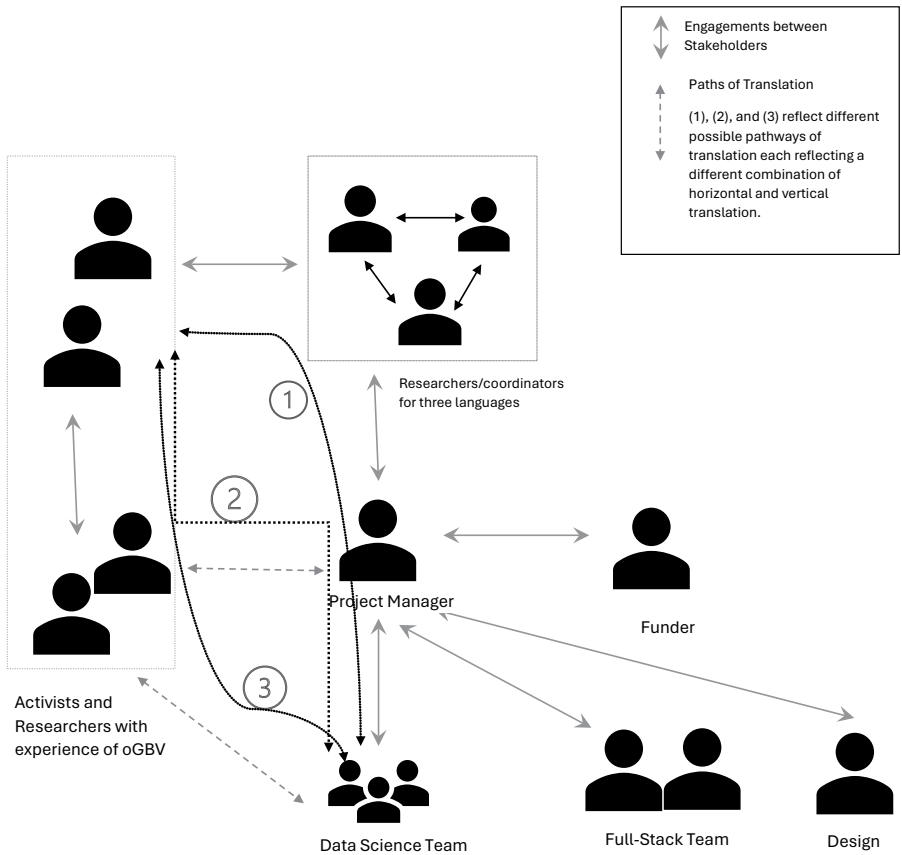 Engagements between
Stakeholders
Paths of Translation
(1), (2), and (3) reflect different
possible pathways of
translation each reflecting a
different combination of
horizontal and vertical
translation.
Researchers/coordinators
for three languages
1
2
3
Project Manager
Funder
Activists and
Researchers with
experience of oGBV
Data Science Team
Full-Stack Team
Design